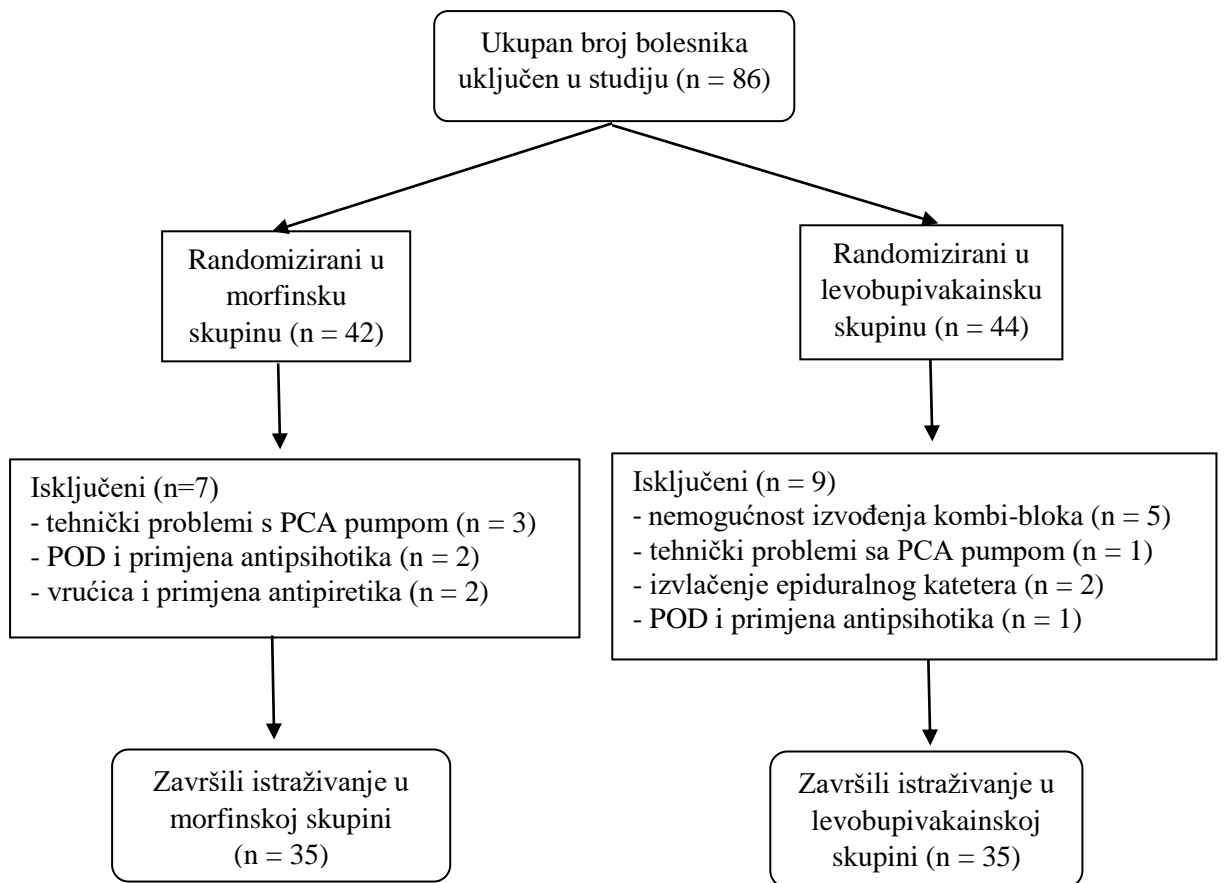 Ukupan broj bolesnika
uključen u studiju (n = 86)
Randomizirani u
morfinsku
skupinu (n = 42)
Randomizirani u
levobupivakainsku
skupinu (n = 44)
Isključeni (n=7)
- tehnički problemi s PCA pumpom (n = 3)
- POD i primjena antipsihotika (n = 2)
- vrućica i primjena antipiretika (n = 2)
Isključeni (n = 9)
- nemogućnost izvođenja kombi-bloka (n = 5)
- tehnički problemi sa PCA pumpom (n = 1)
- izvlačenje epiduralnog katetera (n = 2)
- POD i primjena antipsihotika (n = 1)
Završili istraživanje u
morfinskoj skupini
(n = 35)
Završili istraživanje u
levobupivakainskoj
skupini (n = 35)